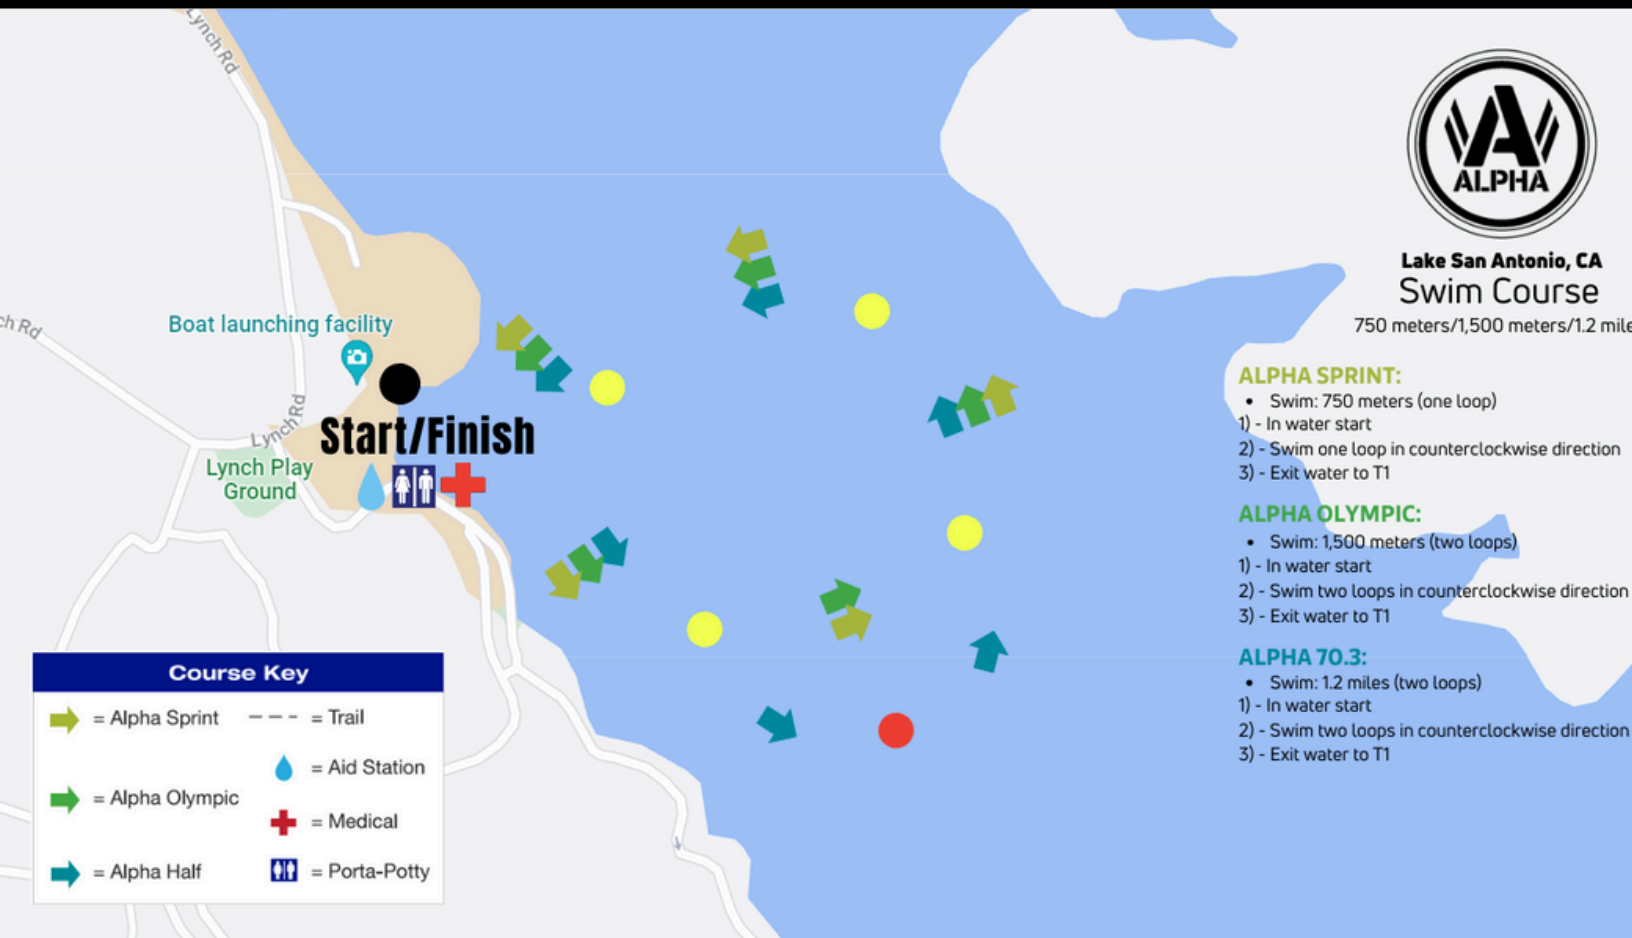 Lynch Rd
ch Rd
Boat launching facility
Start/Finish
Lynch Rd
Lynch Play
Ground
Course Key
= Alpha Sprint
= Trail
= Aid Station
= Alpha Olympic
= Medical
= Alpha Half
= Porta-Potty
A
ALPHA
Lake San Antonio, CA
Swim Course
750 meters/1,500 meters/1.2 mile
ALPHA SPRINT:
• Swim: 750 meters (one loop)
1) - In water start
2) - Swim one loop in counterclockwise direction
3) - Exit water to T1
ALPHA OLYMPIC:
• Swim: 1,500 meters (two loops)
1) - In water start
2) - Swim two loops in counterclockwise direction
3) - Exit water to T1
ALPHA 70.3:
• Swim: 1.2 miles (two loops)
1) - In water start
2) - Swim two loops in counterclockwise direction
3) - Exit water to T1